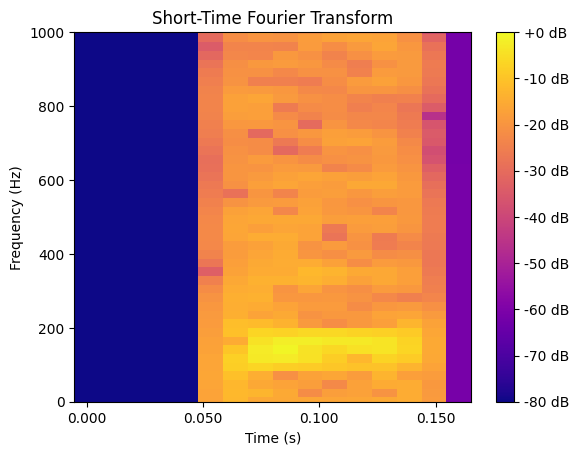 Short-Time Fourier Transform
1000
800
600
400
200
0
Frequency (Hz)
0.000
0.050
0.100
0.150
Time (s)
+0 dB
-10 dB
-20 dB
-30 dB
-40 dB
-50 dB
-60 dB
-70 dB
-80 dB